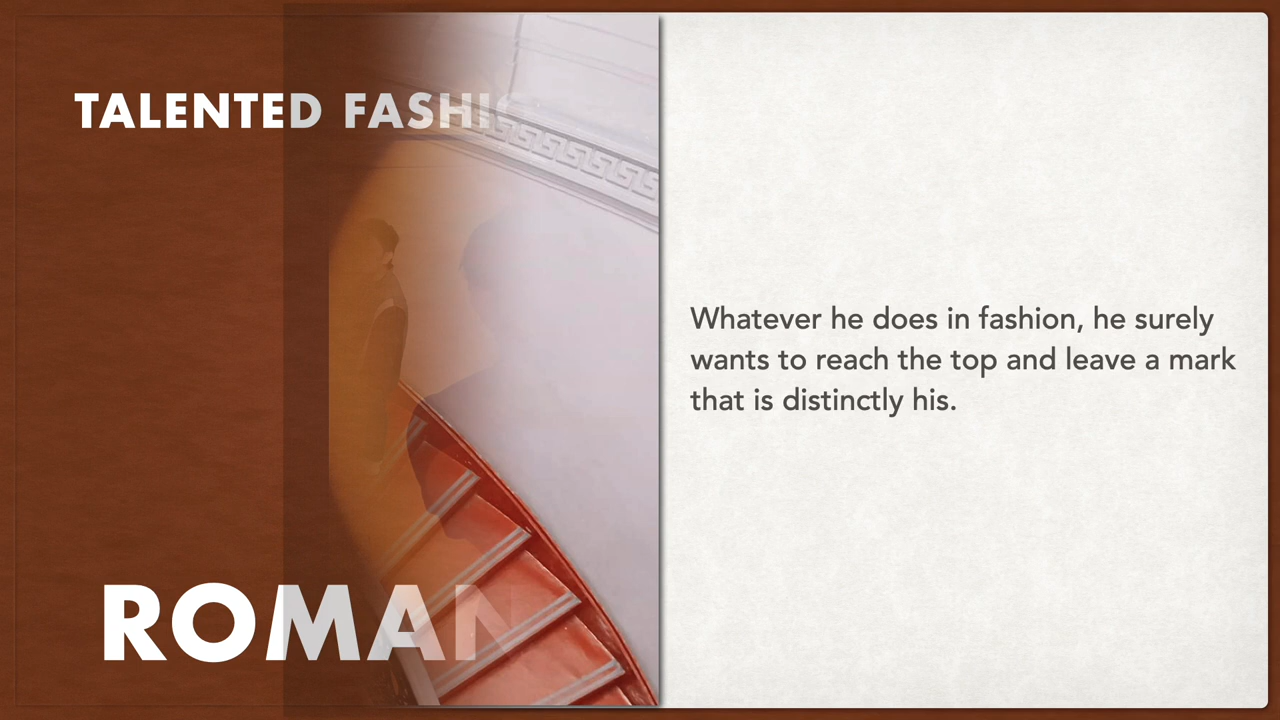 TALENTED FASHI
ROMAN
Whatever he does in fashion, he surely
wants to reach the top and leave a mark
that is distinctly his.